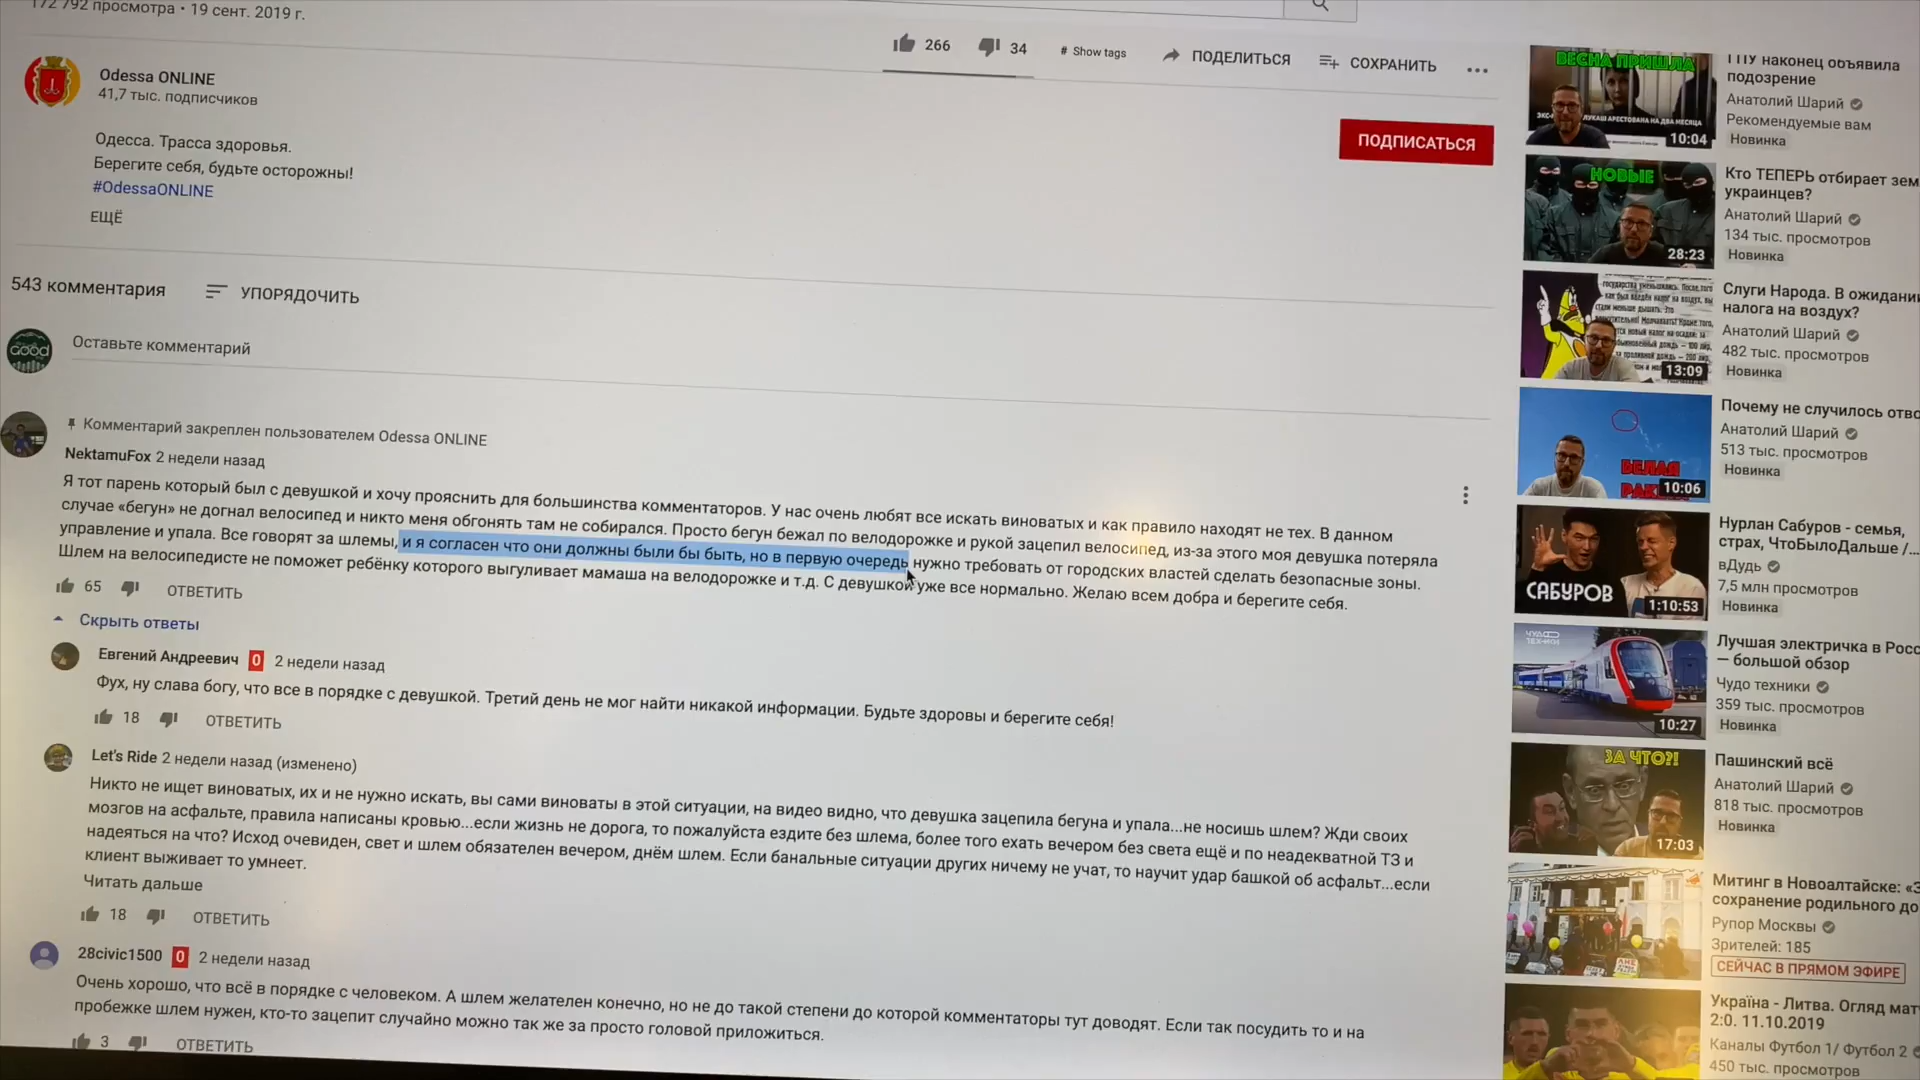 172 792 просмотра • 19 сент. 2019 г.
266
34
# Show tags
ПОДЕЛИТЬСЯ
СОХРАНИТЬ
Odessa ONLINE
41,7 тыс. подписчиков
ПОДПИСАТЬСЯ
Одесса. Трасса здоровья.
Берегите себя, будьте осторожны!
#OdessaONLINE
ЕЩЁ
543 комментария
УПОРЯДОЧИТЬ
GOOD
Оставьте комментарий
Комментарий закреплен пользователем Odessa ONLINE
NektamuFox 2 недели назад
Я тот парень который был с девушкой и хочу прояснить для большинства комментаторов. У нас очень любят все искать виноватых и как правило находят не тех. В данном
случае «бегун» не догнал велосипед и никто меня обгонять там не собирался. Просто бегун бежал по велодорожке и рукой зацепил велосипед, из-за этого моя девушка потеряла
управление и упала. Все говорят за шлемы, и я согласен что они должны были бы быть, но в первую очередь нужно требовать от городских властей сделать безопасные зоны.
Шлем на велосипедисте не поможет ребёнку которого выгуливает мамаша на велодорожке и т.д. С девушкой уже все нормально. Желаю всем добра и берегите себя.
65
ОТВЕТИТЬ
Скрыть ответы
Евгений Андреевич 0 2 недели назад
Фух, ну слава богу, что все в порядке с девушкой. Третий день не мог найти никакой информации. Будьте здоровы и берегите себя!
18
ОТВЕТИТЬ
Let's Ride 2 недели назад (изменено)
Никто не ищет виноватых, их и не нужно искать, вы сами виноваты в этой ситуации, на видео видно, что девушка зацепила бегуна и упала...не носишь шлем? Жди своих
мозгов на асфальте, правила написаны кровью...если жизнь не дорога, то пожалуйста ездите без шлема, более того ехать вечером без света ещё и по неадекватной ТЗ и
надеяться на что? Исход очевиден, свет и шлем обязателен вечером, днём шлем. Если банальные ситуации других ничему не учат, то научит удар башкой об асфальт...если
клиент выживает то умнеет.
Читать дальше
18
ОТВЕТИТЬ
28civic1500 0 2 недели назад
Очень хорошо, что всё в порядке с человеком. А шлем желателен конечно, но не до такой степени до которой комментаторы тут доводят. Если так посудить то и на
пробежке шлем нужен, кто-то зацепит случайно можно так же за просто головой приложиться.
3
ОТВЕТИТЬ
ВЕСНА ПРИШЛА
ЛУКАШ АРЕСТОВАНА НА ДВА МЕСЯЦА
10:04
ГПУ наконец объявила
подозрение
Анатолий Шарий
Рекомендуемые вам
Новинка
НОВЫЕ
28:23
Кто ТЕПЕРЬ отбирает зем
украинцев?
Анатолий Шарий
134 тыс. просмотров
Новинка
13:09
Слуги Народа. В ожидании
налога на воздух?
Анатолий Шарий
482 тыс. просмотров
Новинка
БЕЛАЯ
10:06
Почему не случилось отво
Анатолий Шарий
513 тыс. просмотров
Новинка
САБУРОВ
1:10:53
Нурлан Сабуров - семья,
страх, ЧтоБылоДальше /...
вДудь
7,5 млн просмотров
Новинка
ЧУДО
ТЕХНИКИ
10:27
Лучшая электричка в Росс
— большой обзор
Чудо техники
359 тыс. просмотров
Новинка
ЗА ЧТО?!
17:03
Пашинский всё
Анатолий Шарий
818 тыс. просмотров
Новинка
Митинг в Новоалтайске: «З
сохранение родильного до
Рупор Москвы
Зрителей: 185
СЕЙЧАС В ПРЯМОМ ЭФИРЕ
Україна - Литва. Огляд мат
2:0. 11.10.2019
Каналы Футбол 1/ Футбол 2
450 тыс. просмотров